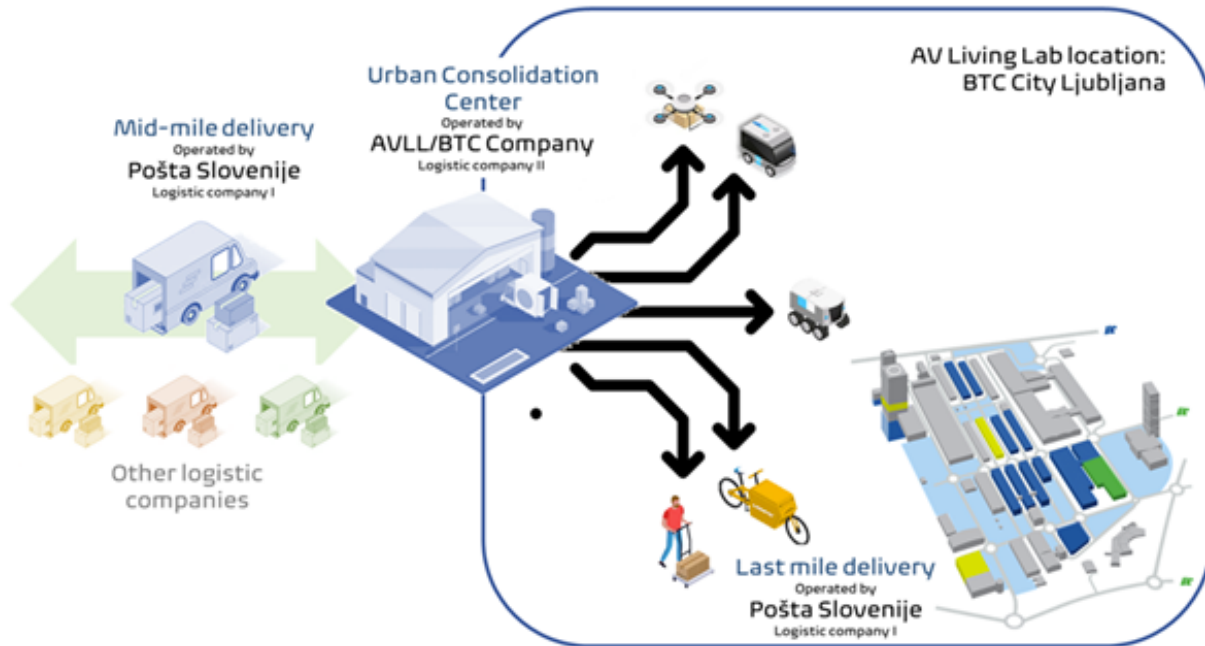 AV Living Lab location:
BTC City Ljubljana
Urban Consolidation
Center
Operated by
AVLL/BTC Company
Logistic company II
Mid-mile delivery
Operated by
Pošta Slovenije
Logistic company I
Other logistic
companies
Last mile delivery
Operated by
Pošta Slovenije
Logistic company I